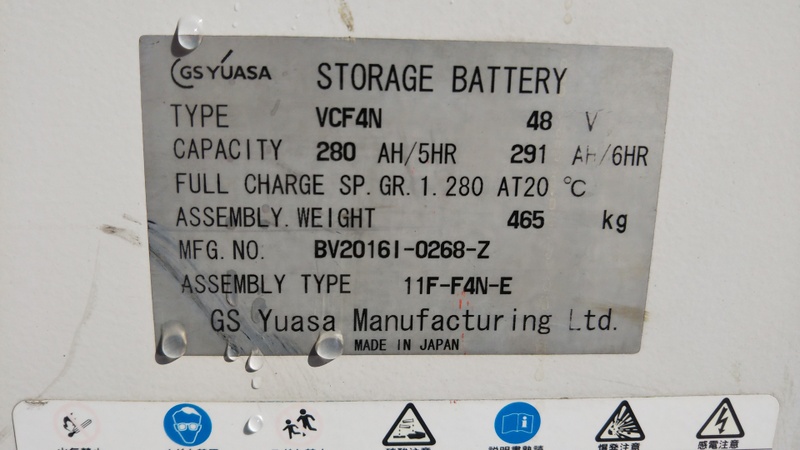 GS YUASA STORAGE BATTERY
TYPE VCF4N 48 V
CAPACITY 280 AH/5HR 291 AH/6HR
FULL CHARGE SP. GR. 1. 280 AT20 ℃
ASSEMBLY. WEIGHT 465 kg
MFG. NO. BV2016I-0268-Z
ASSEMBLY TYPE 11F-F4N-E
GS Yuasa Manufacturing Ltd.
MADE IN JAPAN
爆発注意 感電注意